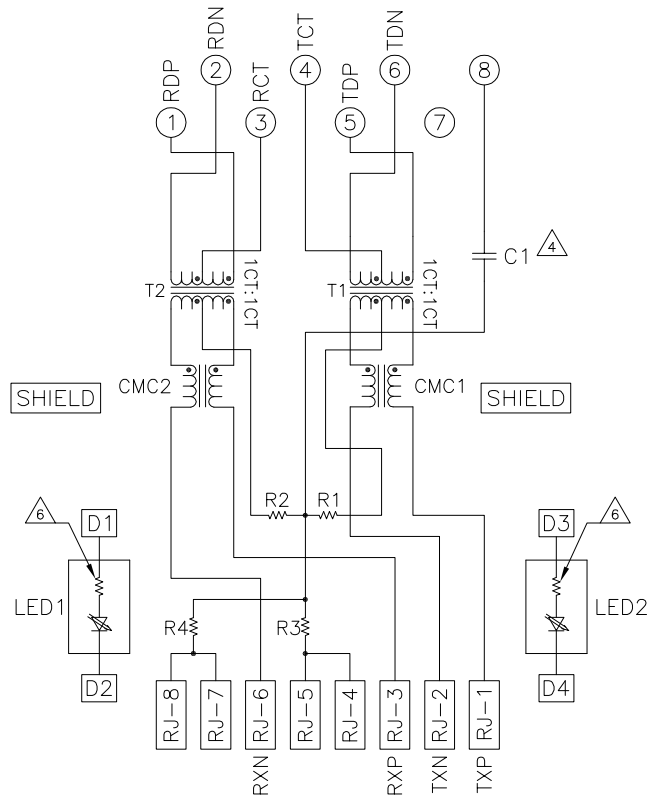 RDP
RDN
RCT
TCT
TDP
TDN
1
2
3
4
5
6
7
8
C1
4
T2
1CT:1CT
T1
1CT:1CT
SHIELD
CMC2
CMC1
SHIELD
R2
R1
6
D1
LED1
D2
D3
6
LED2
D4
R4
R3
RJ-8
RJ-7
RJ-6
RJ-5
RJ-4
RJ-3
RJ-2
RJ-1
RXN
RXP
TXN
TXP